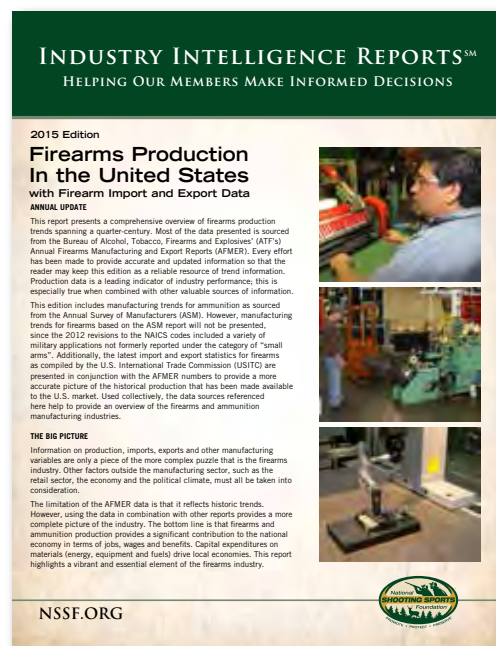 INDUSTRY INTELLIGENCE REPORTS℠
HELPING OUR MEMBERS MAKE INFORMED DECISIONS
2015 Edition
Firearms Production
In the United States
with Firearm Import and Export Data
ANNUAL UPDATE
This report presents a comprehensive overview of firearms production
trends spanning a quarter-century. Most of the data presented is sourced
from the Bureau of Alcohol, Tobacco, Firearms and Explosives' (ATF's)
Annual Firearms Manufacturing and Export Reports (AFMER). Every effort
has been made to provide accurate and updated information so that the
reader may keep this edition as a reliable resource of trend information.
Production data is a leading indicator of industry performance; this is
especially true when combined with other valuable sources of information.
This edition includes manufacturing trends for ammunition as sourced
from the Annual Survey of Manufacturers (ASM). However, manufacturing
trends for firearms based on the ASM report will not be presented,
since the 2012 revisions to the NAICS codes included a variety of
military applications not formerly reported under the category of "small
arms". Additionally, the latest import and export statistics for firearms
as compiled by the U.S. International Trade Commission (USITC) are
presented in conjunction with the AFMER numbers to provide a more
accurate picture of the historical production that has been made available
to the U.S. market. Used collectively, the data sources referenced
here help to provide an overview of the firearms and ammunition
manufacturing industries.
THE BIG PICTURE
Information on production, imports, exports and other manufacturing
variables are only a piece of the more complex puzzle that is the firearms
industry. Other factors outside the manufacturing sector, such as the
retail sector, the economy and the political climate, must all be taken into
consideration.
The limitation of the AFMER data is that it reflects historic trends.
However, using the data in combination with other reports provides a more
complete picture of the industry. The bottom line is that firearms and
ammunition production provides a significant contribution to the national
economy in terms of jobs, wages and benefits. Capital expenditures on
materials (energy, equipment and fuels) drive local economies. This report
highlights a vibrant and essential element of the firearms industry.
NSSF.ORG
National
SHOOTING SPORTS
Foundation
PROMOTE • PROTECT • PRESERVE